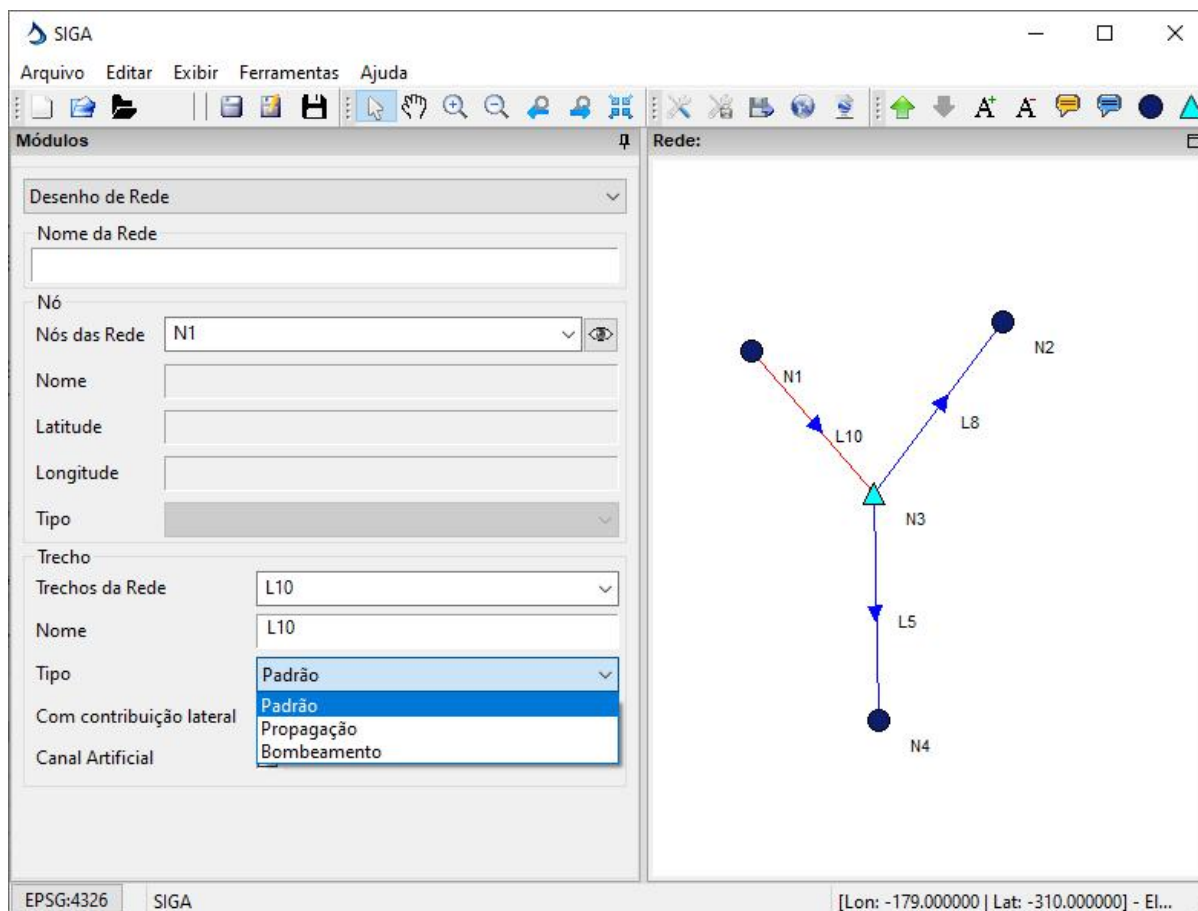 SIGA
Arquivo Editar Exibir Ferramentas Ajuda
Módulos
Desenho de Rede
Nome da Rede
Nó
Nós das Rede N1
Nome
Latitude
Longitude
Tipo
Trecho
Trechos da Rede L10
Nome L10
Tipo Padrão
Padrão
Com contribuição lateral
Propagação
Bombeamento
Canal Artificial
Rede:
N2
N1
L8
L10
N3
L5
N4
EPSG:4326 SIGA [Lon: -179.000000 | Lat: -310.000000] - El...